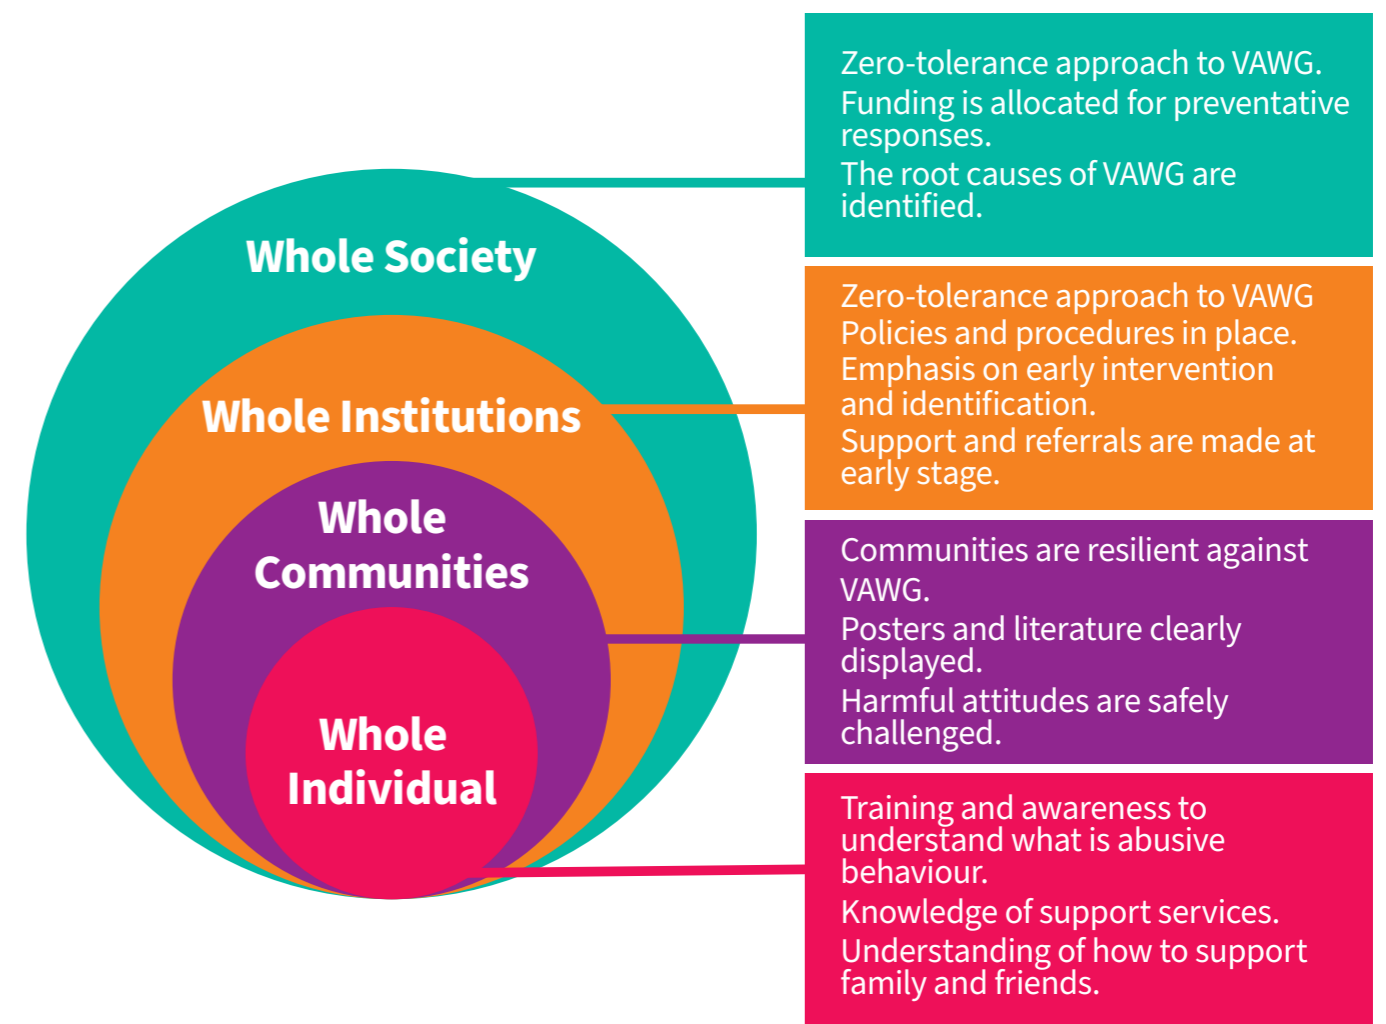 Whole Society
Whole Institutions
Whole
Communities
Whole
Individual
Zero-tolerance approach to VAWG.
Funding is allocated for preventative
responses.
The root causes of VAWG are
identified.
Zero-tolerance approach to VAWG
Policies and procedures in place.
Emphasis on early intervention
and identification.
Support and referrals are made at
early stage.
Communities are resilient against
VAWG.
Posters and literature clearly
displayed.
Harmful attitudes are safely
challenged.
Training and awareness to
understand what is abusive
behaviour.
Knowledge of support services.
Understanding of how to support
family and friends.